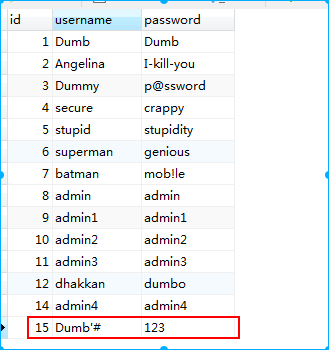 id username password
1 Dumb Dumb
2 Angelina I-kill-you
3 Dummy p@ssword
4 secure crappy
5 stupid stupidity
6 superman genious
7 batman mob!le
8 admin admin
9 admin1 admin1
10 admin2 admin2
11 admin3 admin3
12 dhakkan dumbo
14 admin4 admin4
15 Dumb'# 123